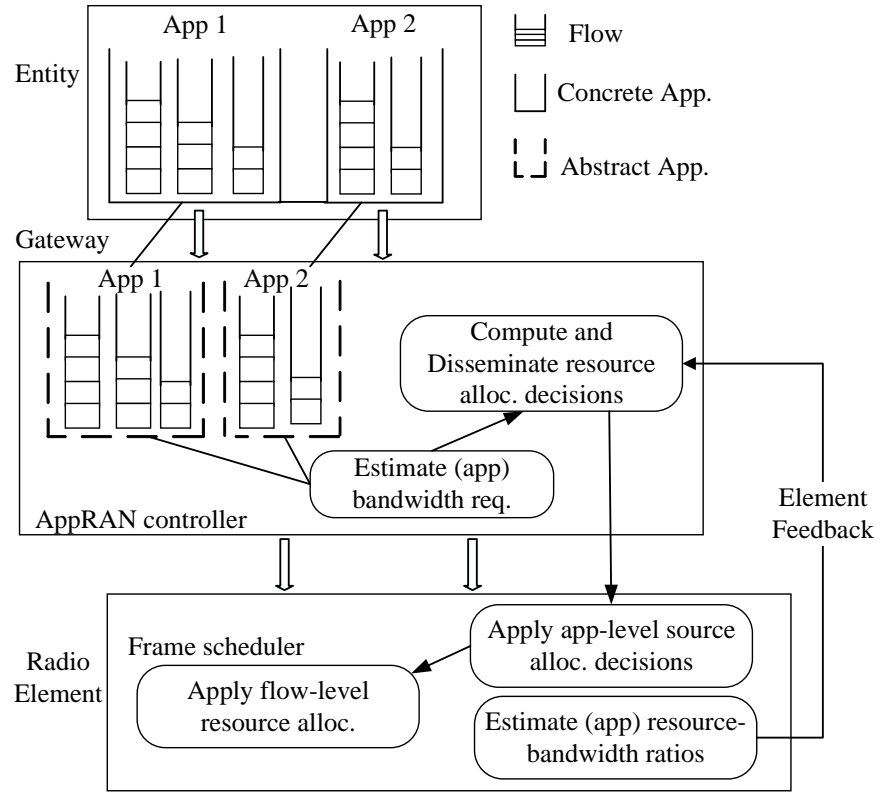 App 1
App 2
Flow
Entity
Concrete App.
Abstract App.
Gateway
App 1
App 2
Compute and
Disseminate resource
alloc. decisions
Estimate (app)
bandwidth req.
AppRAN controller
Element
Feedback
Frame scheduler
Apply app-level source
alloc. decisions
Radio
Element
Apply flow-level
resource alloc.
Estimate (app) resource-
bandwidth ratios